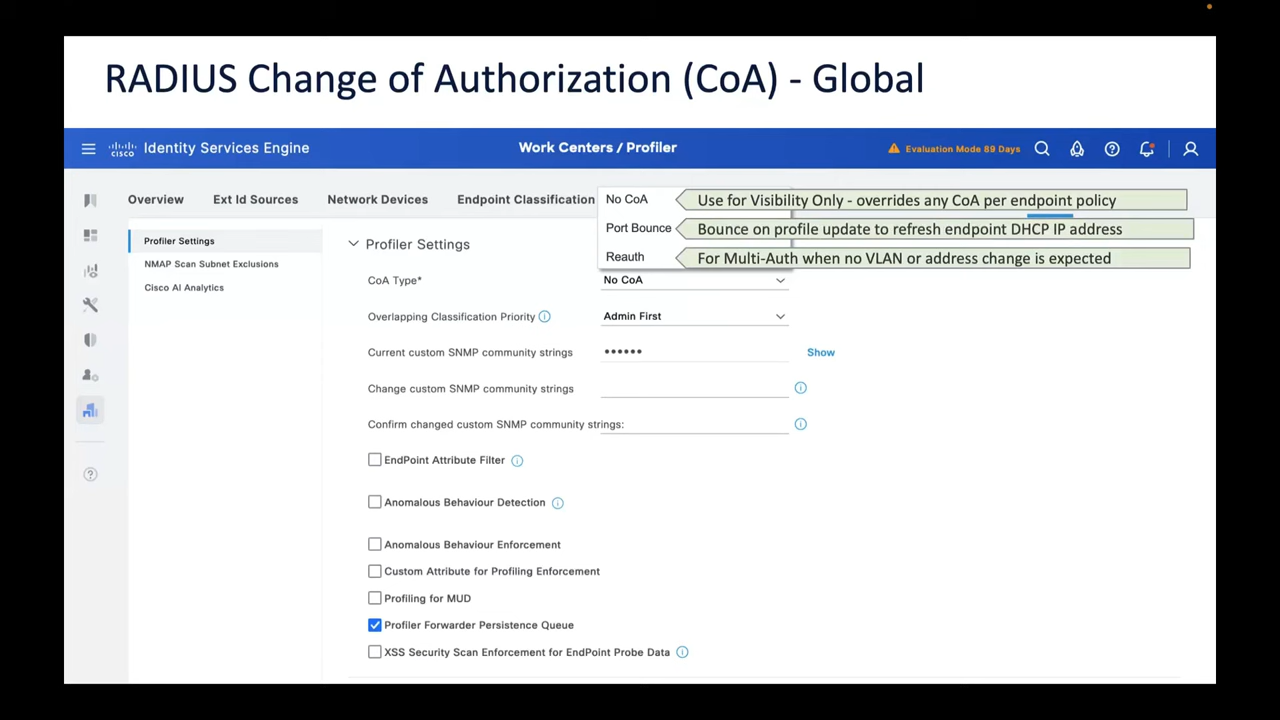 RADIUS Change of Authorization (CoA) - Global
CISCO Identity Services Engine
Work Centers / Profiler
Evaluation Mode 89 Days
Overview Ext Id Sources Network Devices Endpoint Classification
No CoA Use for Visibility Only - overrides any CoA per endpoint policy
Port Bounce Bounce on profile update to refresh endpoint DHCP IP address
Reauth For Multi-Auth when no VLAN or address change is expected
Profiler Settings
NMAP Scan Subnet Exclusions
Cisco AI Analytics
Profiler Settings
CoA Type* No CoA
Overlapping Classification Priority Admin First
Current custom SNMP community strings •••••• Show
Change custom SNMP community strings
Confirm changed custom SNMP community strings:
EndPoint Attribute Filter
Anomalous Behaviour Detection
Anomalous Behaviour Enforcement
Custom Attribute for Profiling Enforcement
Profiling for MUD
Profiler Forwarder Persistence Queue
XSS Security Scan Enforcement for EndPoint Probe Data